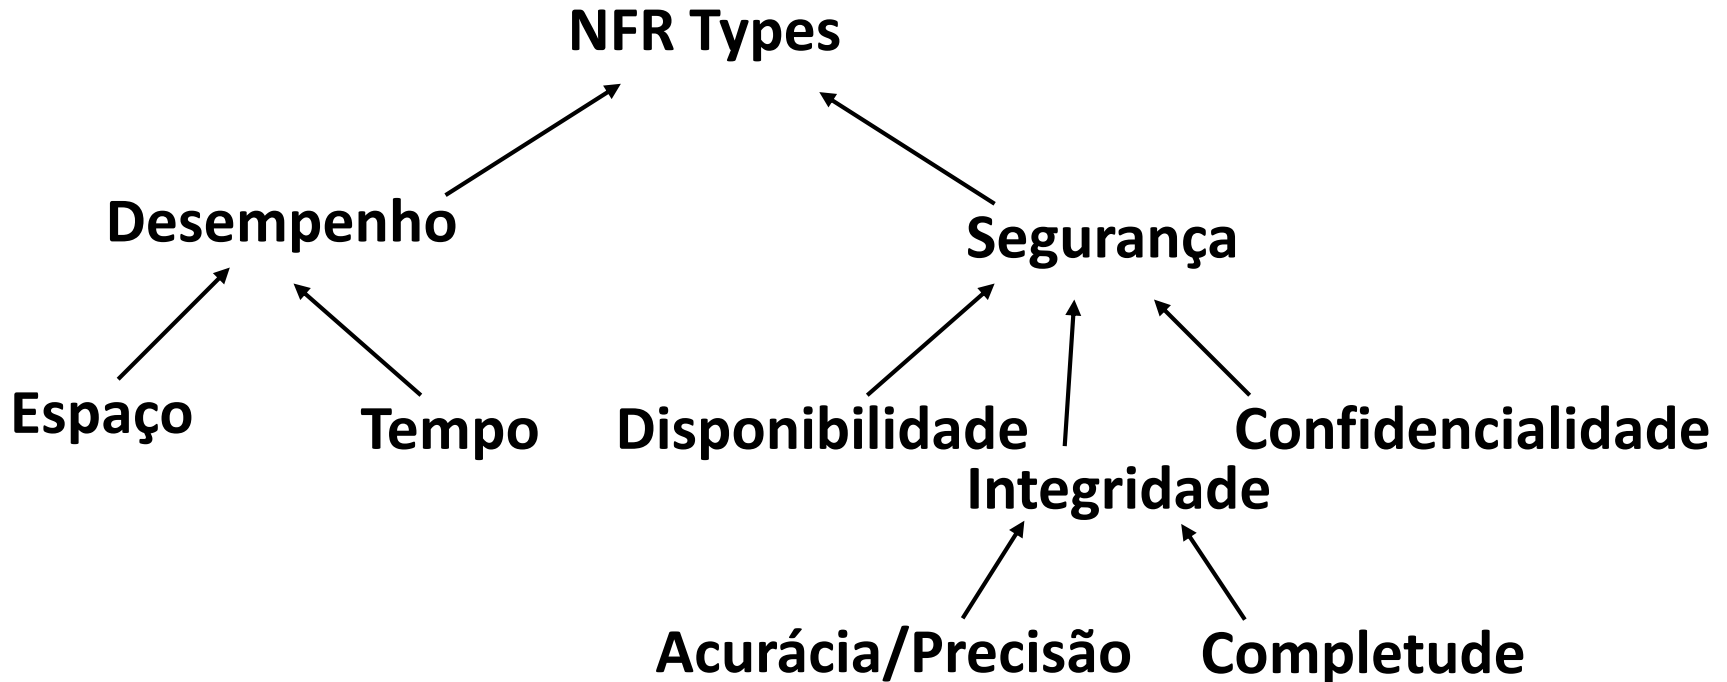 NFR Types
Desempenho
Segurança
Espaço
Tempo
Disponibilidade
Confidencialidade
Integridade
Acurácia/Precisão
Completude